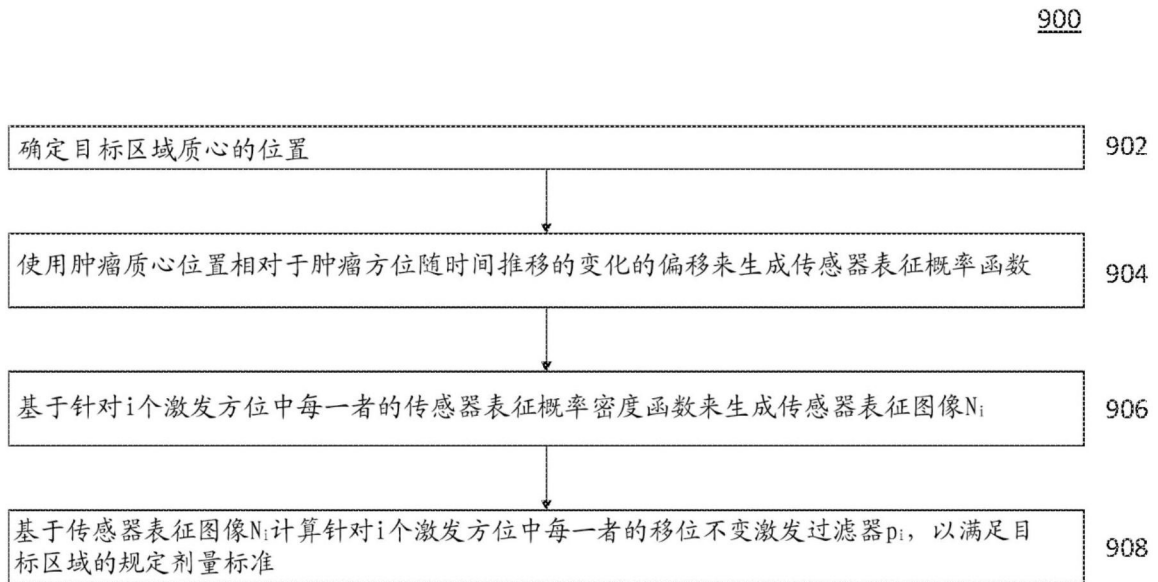 900
确定目标区域质心的位置
902
使用肿瘤质心位置相对于肿瘤方位随时间推移的变化的偏移来生成传感器表征概率函数
904
基于针对i个激发方位中每一者的传感器表征概率密度函数来生成传感器表征图像Nᵢ
906
基于传感器表征图像Nᵢ计算针对i个激发方位中每一者的移位不变激发过滤器pᵢ，以满足目
标区域的规定剂量标准
908